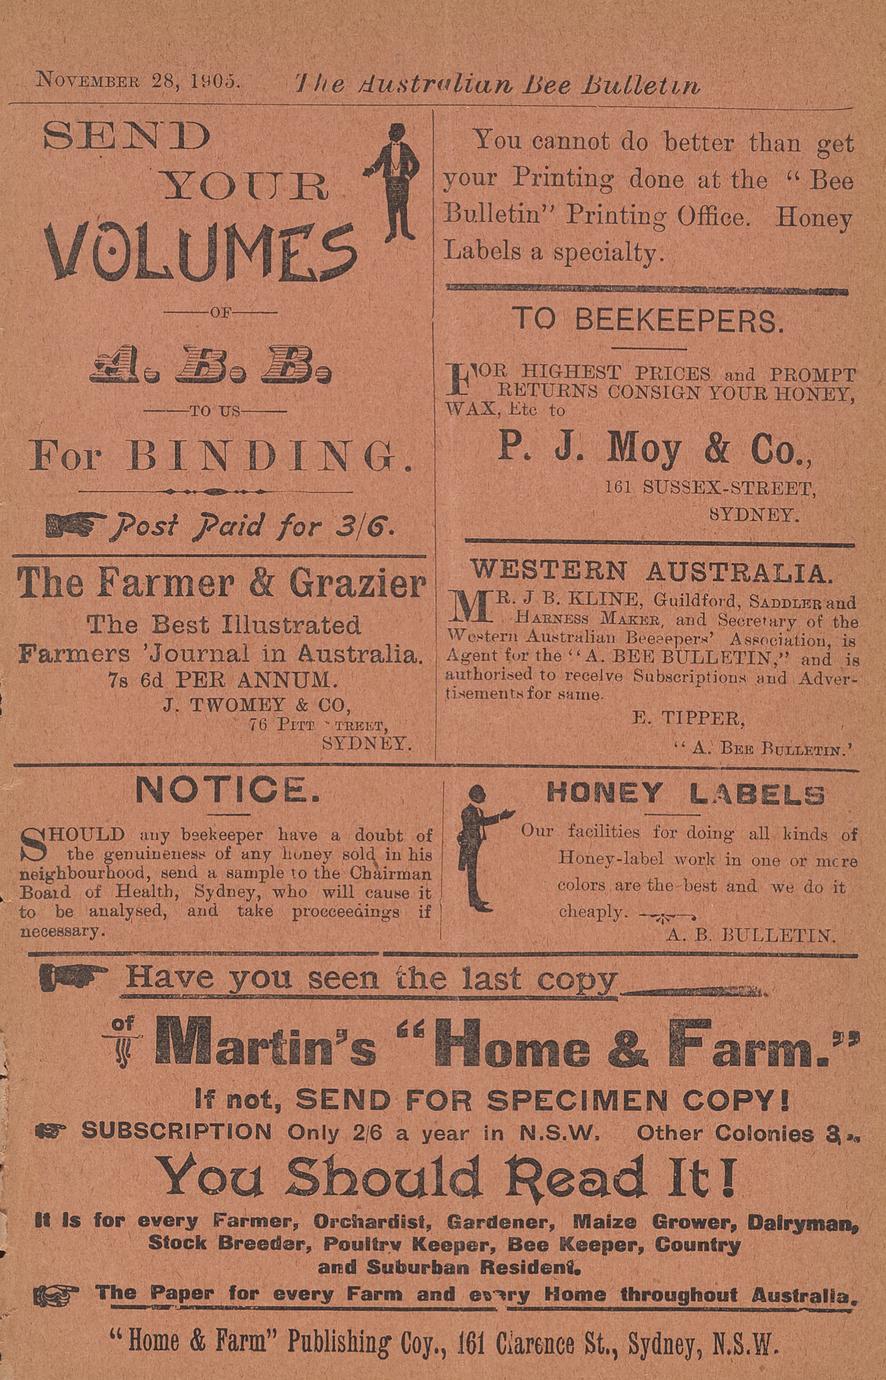 NOVEMBER 28, 1905. The Australian Bee Bulletin
SEND
YOUR
VOLUMES
OF
A. B. B.
TO US
For BINDING.
Post Paid for 3/6.
The Farmer & Grazier
The Best Illustrated
Farmers 'Journal in Australia.
7s 6d PER ANNUM.
J. TWOMEY & CO,
76 PITT STREET,
SYDNEY.
You cannot do better than get
your Printing done at the “ Bee
Bulletin” Printing Office. Honey
Labels a specialty.
TO BEEKEEPERS.
FOR HIGHEST PRICES and PROMPT
RETURNS CONSIGN YOUR HONEY,
WAX, Etc to
P. J. Moy & Co.,
161 SUSSEX-STREET,
SYDNEY.
WESTERN AUSTRALIA.
MR. J B. KLINE, Guildford, SADDLER and
HARNESS MAKER, and Secretary of the
Western Australian Beeeepers’ Association, is
Agent for the “A. BEE BULLETIN,” and is
authorised to receive Subscriptions and Adver-
tisements for same.
E. TIPPER,
“ A. BEE BULLETIN.’
NOTICE.
SHOULD any beekeeper have a doubt of
the genuineness of any honey sold in his
neighbourhood, send a sample to the Chairman
Board of Health, Sydney, who will cause it
to be analysed, and take procceedings if
necessary.
HONEY LABELS
Our facilities for doing all kinds of
Honey-label work in one or more
colors are the best and we do it
cheaply.
A. B. BULLETIN.
Have you seen the last copy
of Martin’s “Home & Farm.”
If not, SEND FOR SPECIMEN COPY!
SUBSCRIPTION Only 2/6 a year in N.S.W. Other Colonies 3
You Should Read It!
It is for every Farmer, Orchardist, Gardener, Maize Grower, Dairyman,
Stock Breeder, Poultry Keeper, Bee Keeper, Country
and Suburban Resident.
The Paper for every Farm and every Home throughout Australia.
“Home & Farm” Publishing Coy., 161 Clarence St., Sydney, N.S.W.